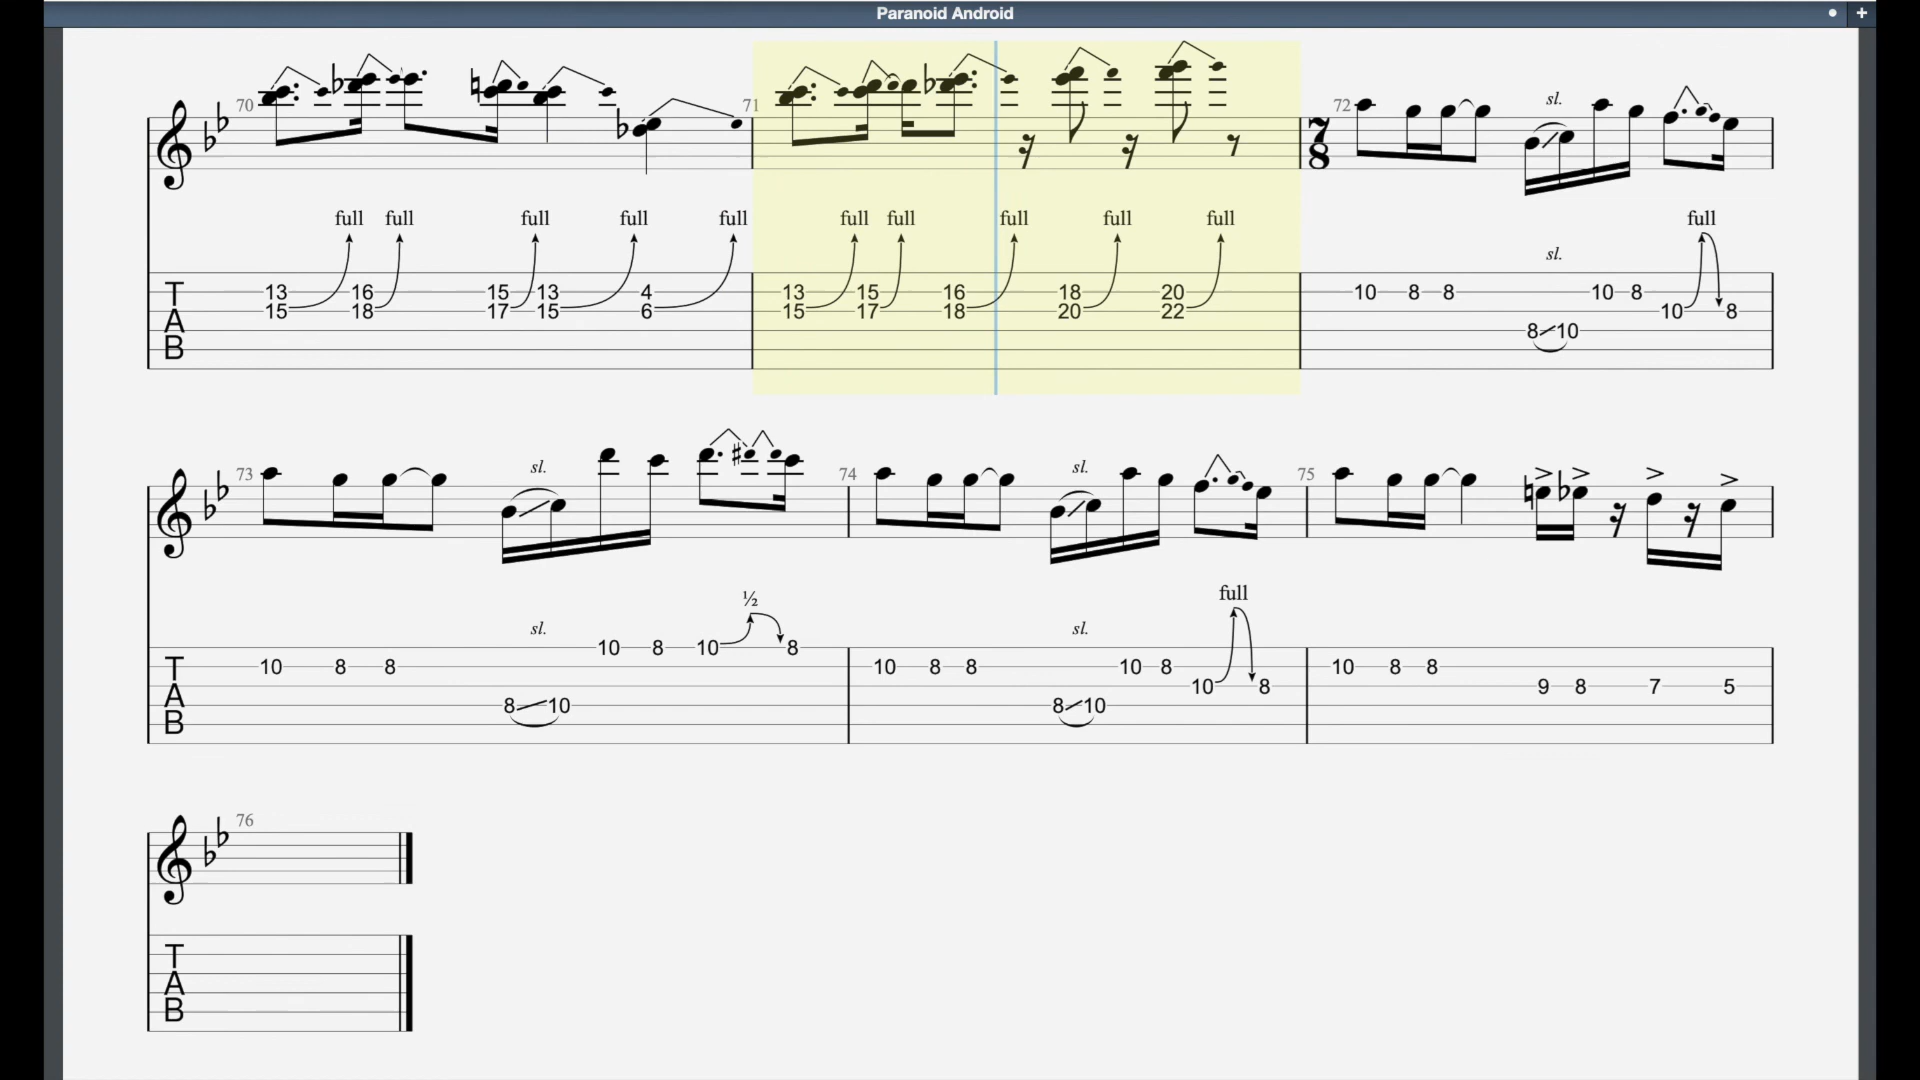 Paranoid Android
+
70 71 72 7 8 sl.
full full full full full full full full full full full
sl.
T A B 13 15 16 18 15 17 13 15 4 6 13 15 15 17 16 18 18 20 20 22 10 8 8 8 10 10 8 10 8
73 sl. 74 sl. 75
½ full
sl. sl.
T A B 10 8 8 8 10 10 8 10 8 10 8 8 8 10 10 8 10 8 10 8 8 9 8 7 5
76
T
A
B